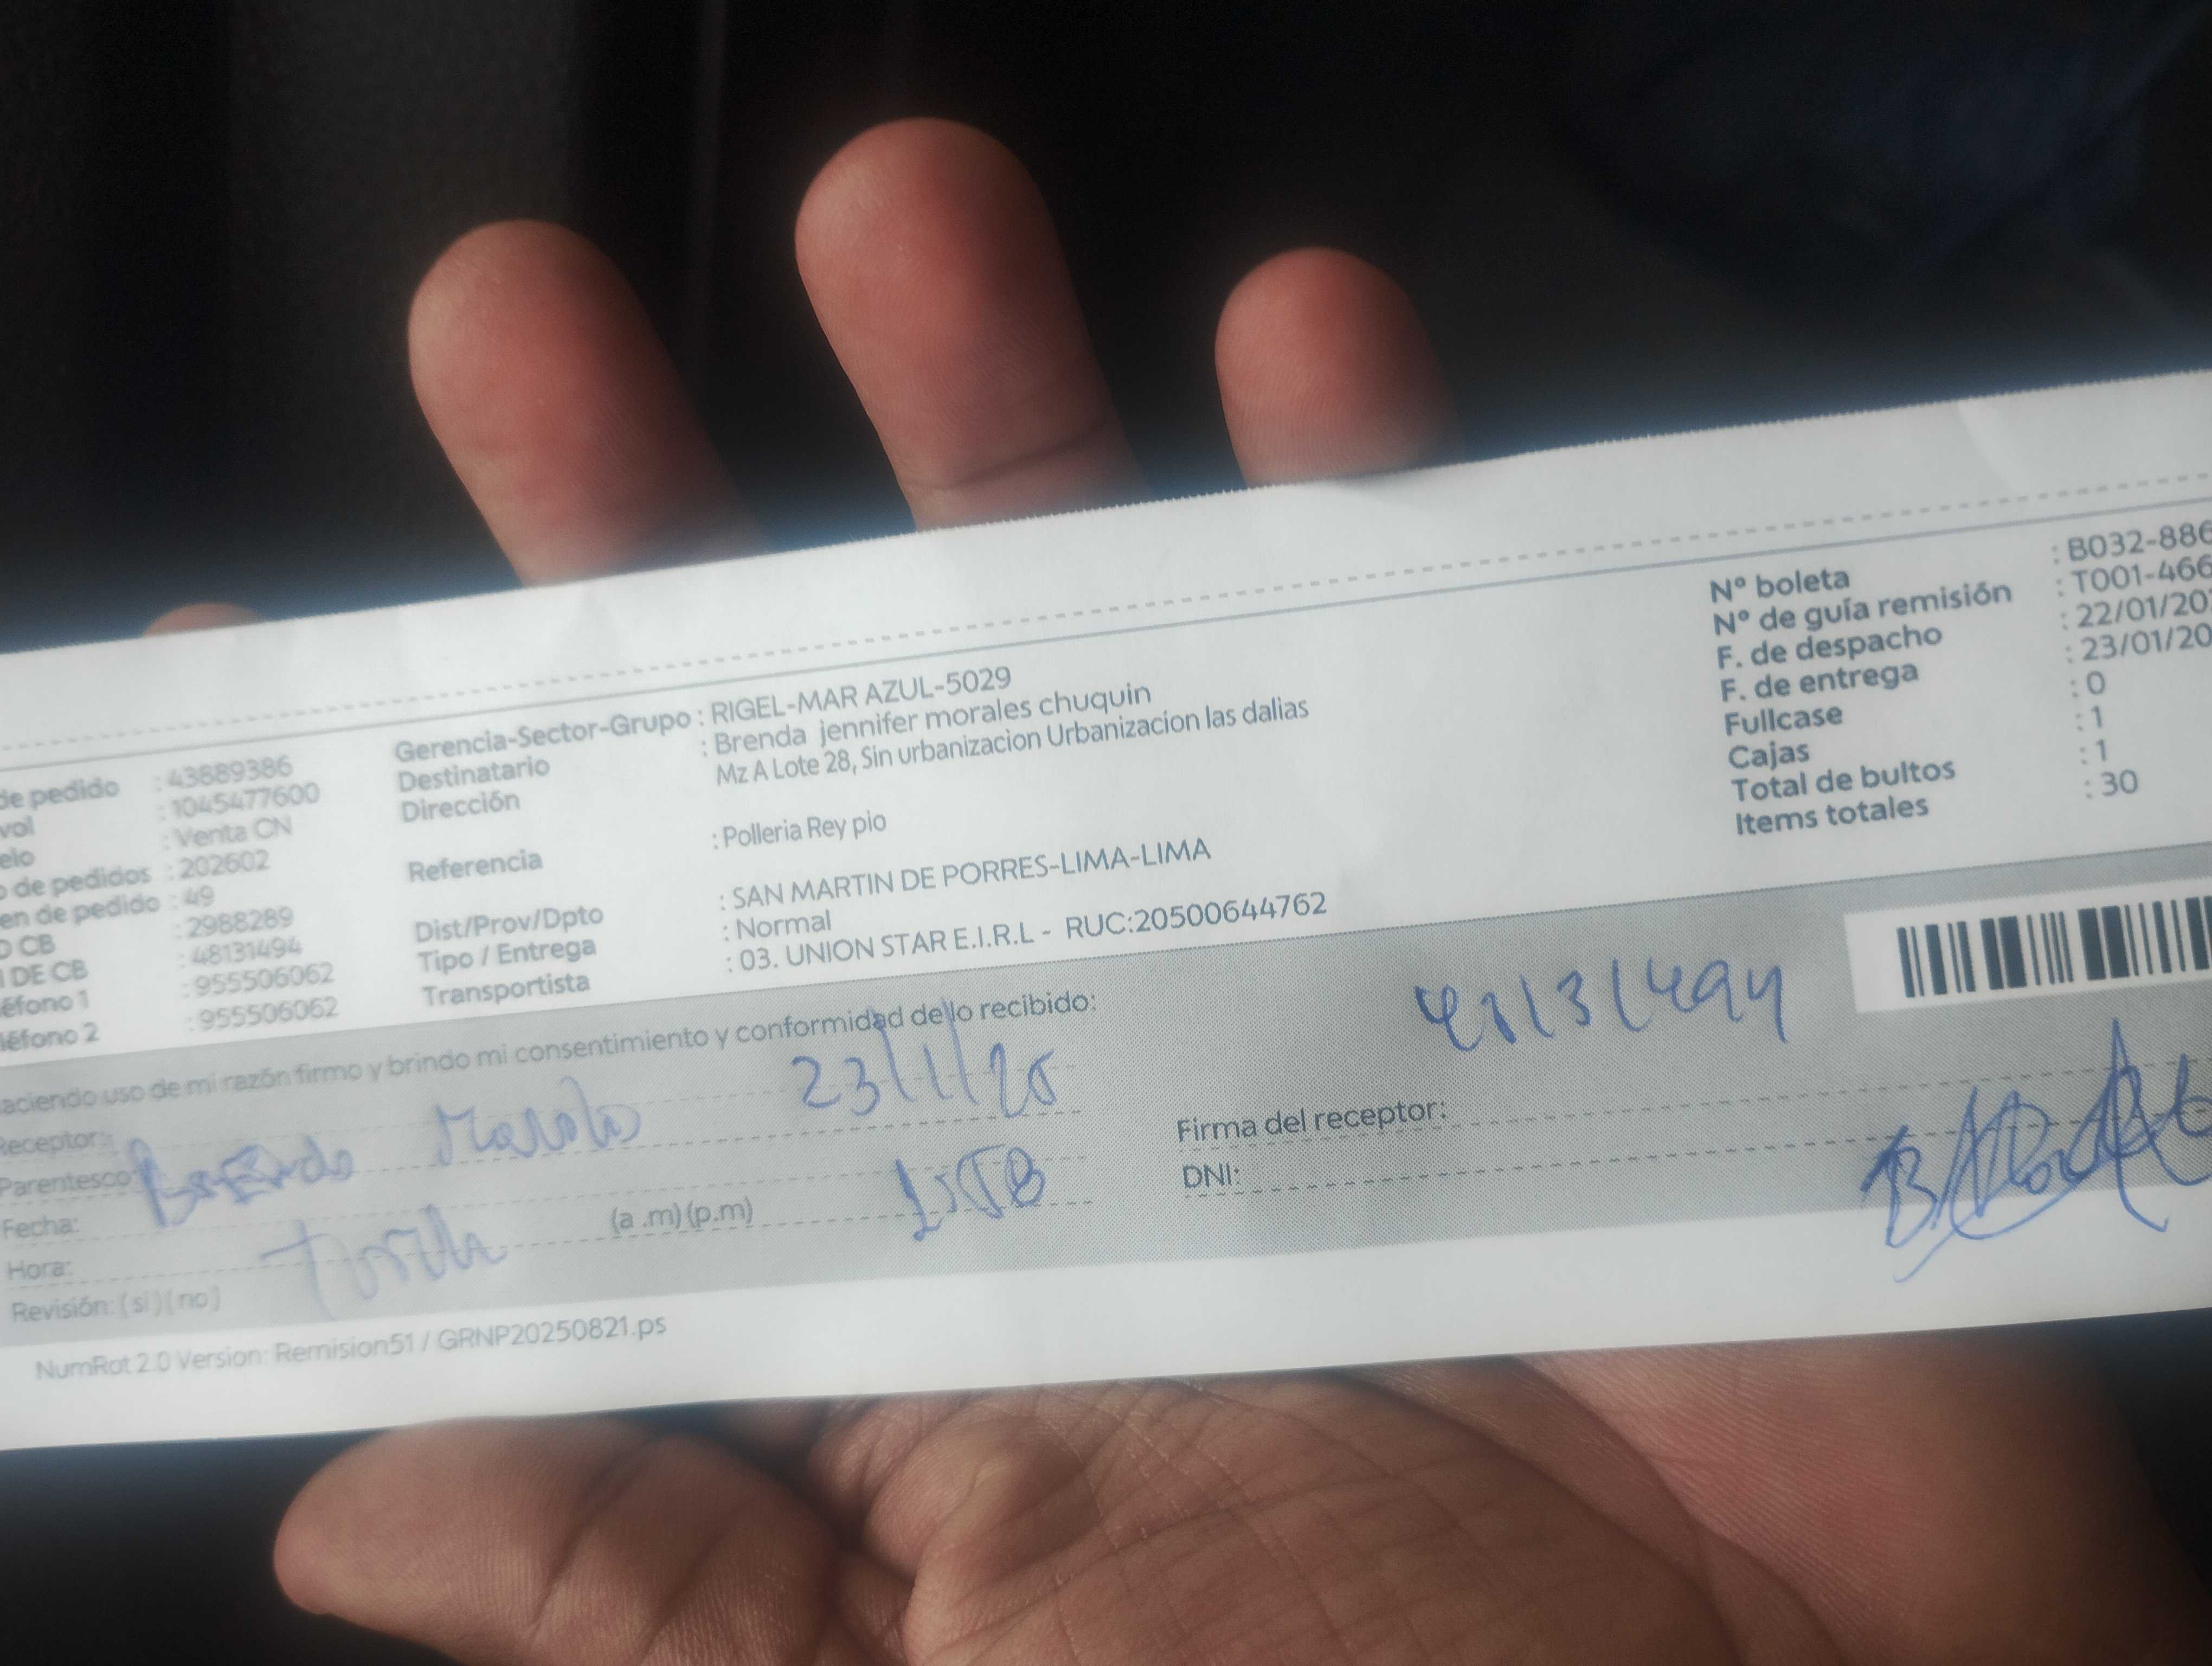 de pedido : 43889386
vol : 1045477600
elo : Venta CN
o de pedidos : 202602
en de pedido : 49
D CB : 2988289
I DE CB : 48131494
éfono 1 : 955506062
léfono 2 : 955506062
Gerencia-Sector-Grupo : RIGEL-MAR AZUL-5029
Destinatario : Brenda jennifer morales chuquin
Dirección Mz A Lote 28, Sin urbanizacion Urbanizacion las dalias
Referencia : Polleria Rey pio
Dist/Prov/Dpto : SAN MARTIN DE PORRES-LIMA-LIMA
Tipo / Entrega : Normal
Transportista : 03. UNION STAR E.I.R.L - RUC:20500644762
N° boleta : B032-886
N° de guía remisión : T001-466
F. de despacho : 22/01/20
F. de entrega : 23/01/20
Fullcase : 0
Cajas : 1
Total de bultos : 1
Items totales : 30
aciendo uso de mi razón firmo y brindo mi consentimiento y conformidad de lo recibido:
Receptor: 23/1/26
Parentesco
Fecha:
Hora: (a .m) (p.m)
Revisión: (si) (no)
48131494
Firma del receptor:
DNI:
NumRot 2.0 Version: Remision51 / GRNP20250821.ps